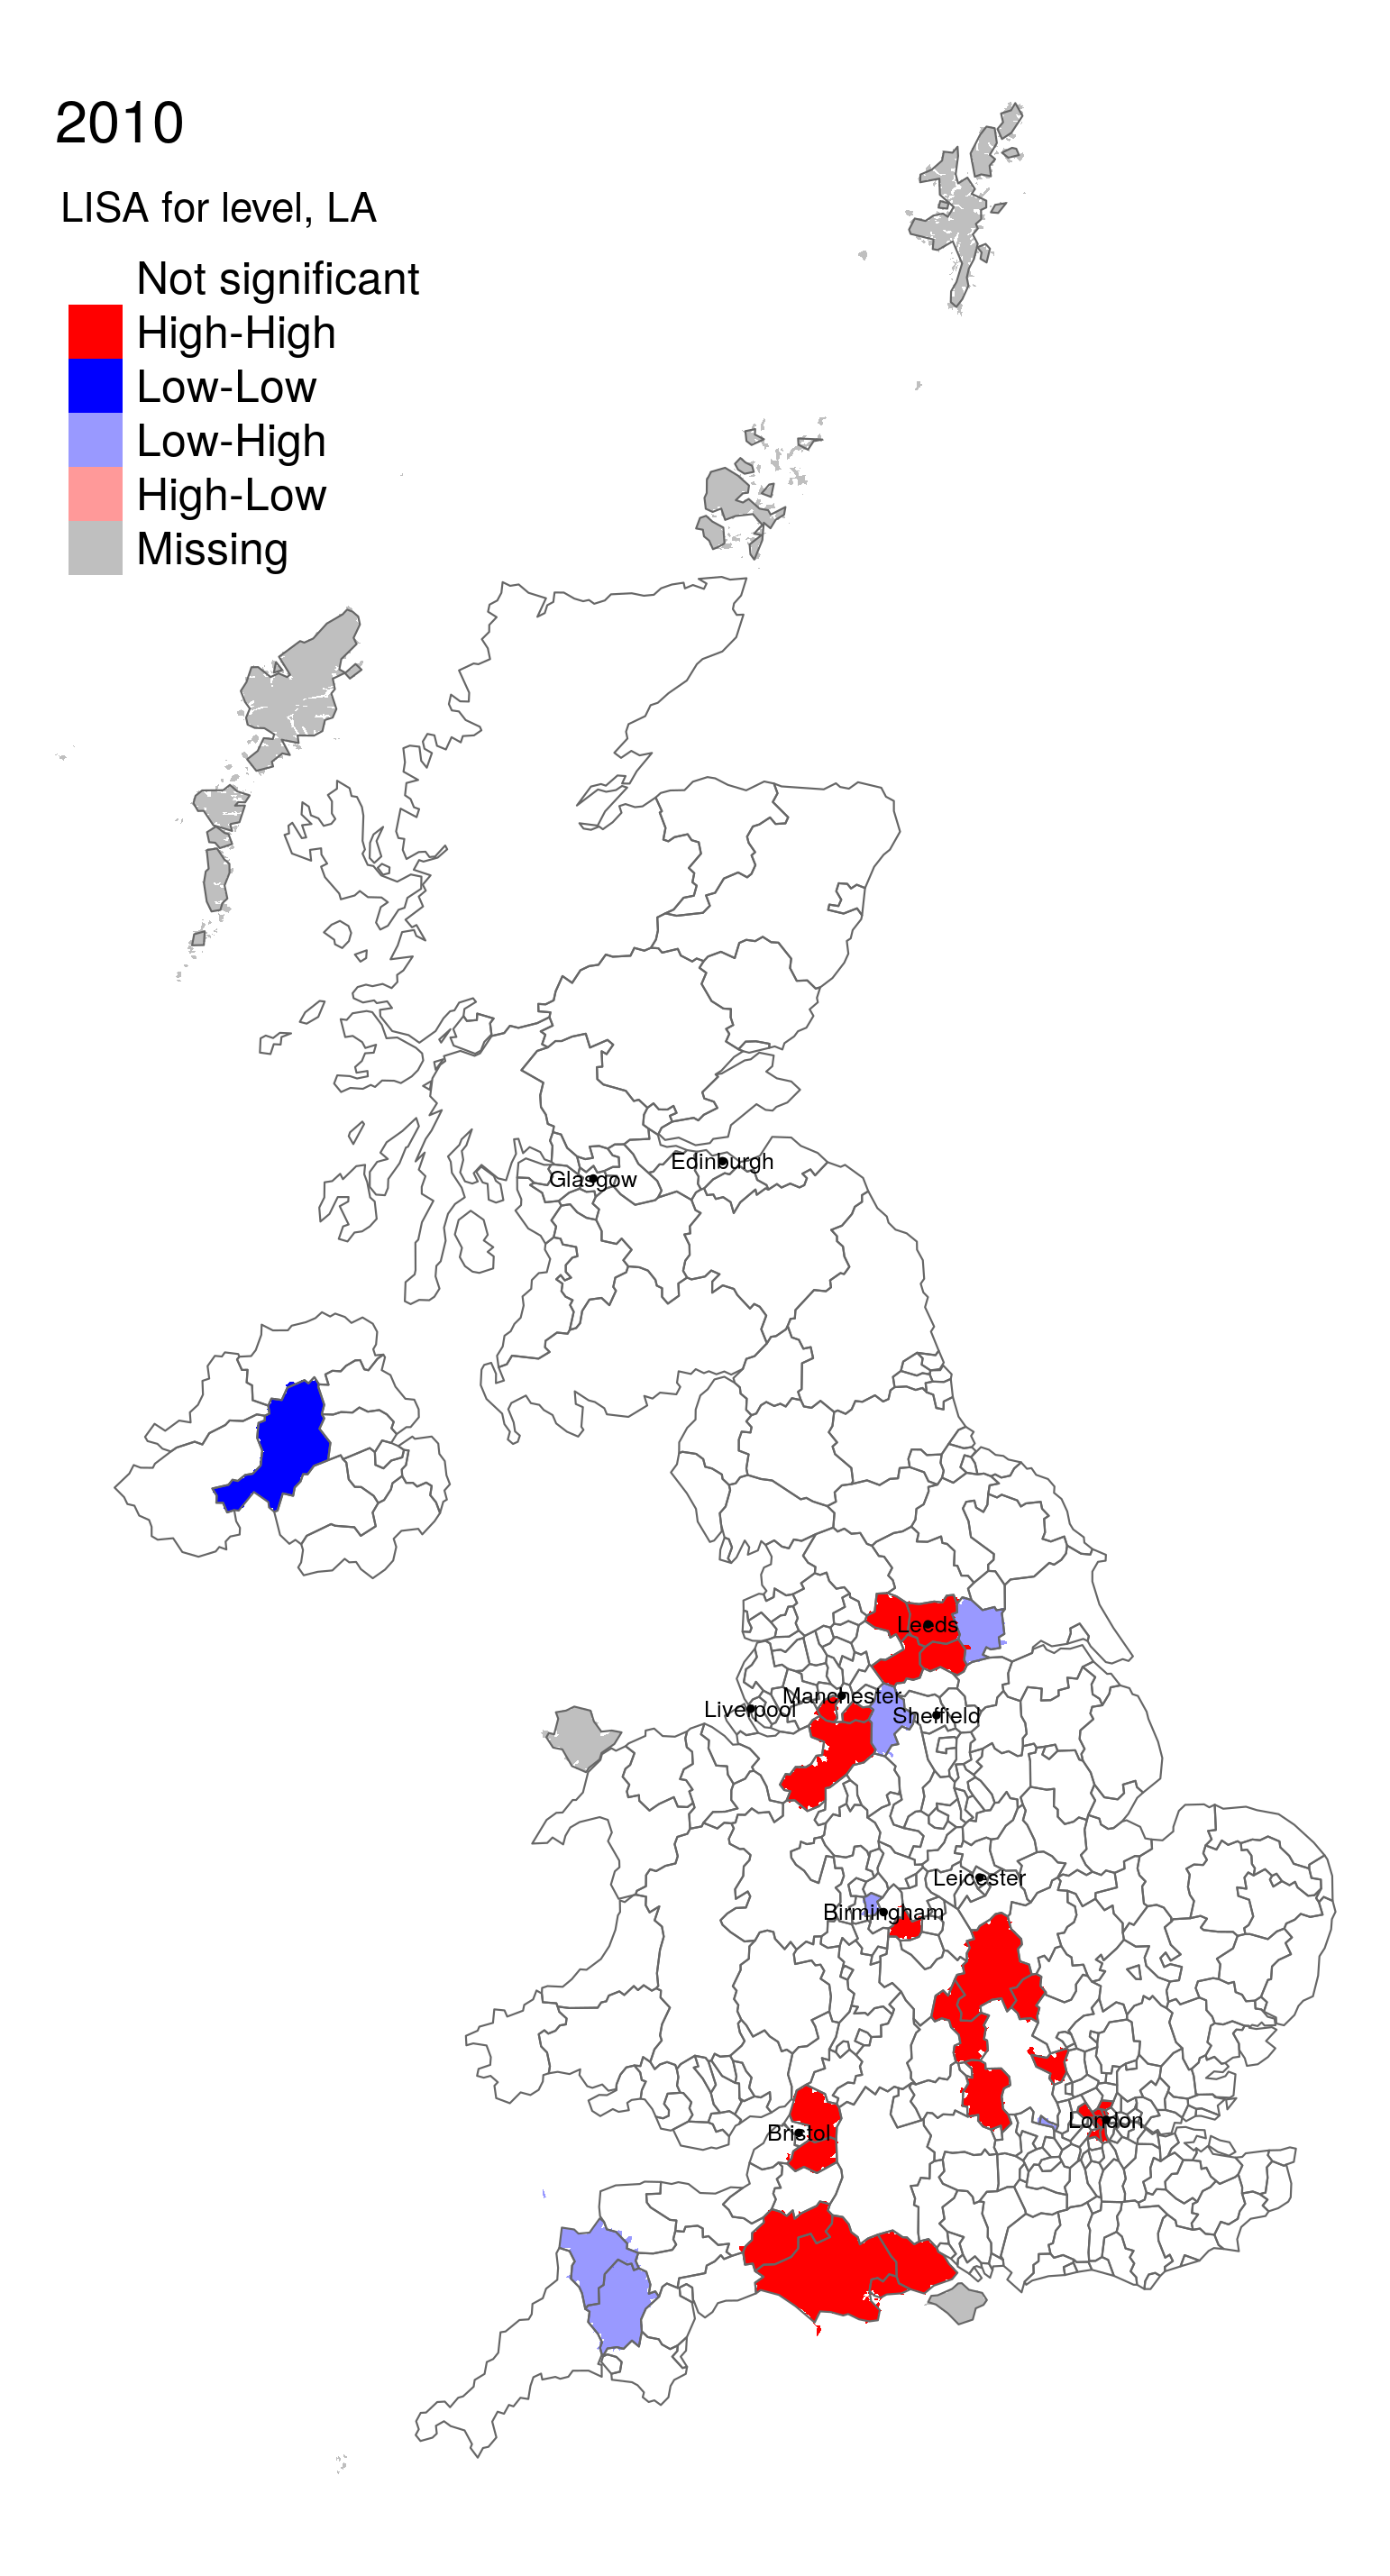 2010
LISA for level, LA
Not significant
High-High
Low-Low
Low-High
High-Low
Missing
Edinburgh
Glasgow
Leeds
Manchester
Liverpool
Sheffield
Leicester
Birmingham
London
Bristol